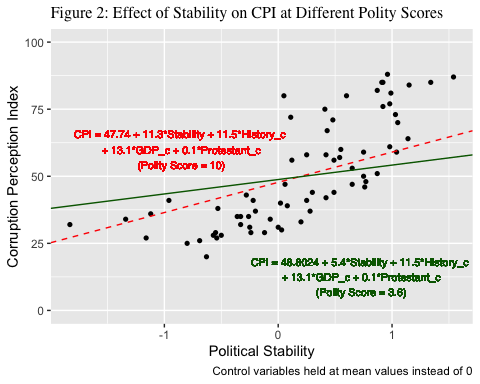 Figure 2: Effect of Stability on CPI at Different Polity Scores
100
75
50
25
0
Corruption Perception Index
CPI = 47.74 + 11.3*Stability + 11.5*History_c
+ 13.1*GDP_c + 0.1*Protestant_c
(Polity Score = 10)
CPI = 48.8024 + 5.4*Stability + 11.5*History_c
+ 13.1*GDP_c + 0.1*Protestant_c
(Polity Score = 3.6)
-1
0
1
Political Stability
Control variables held at mean values instead of 0